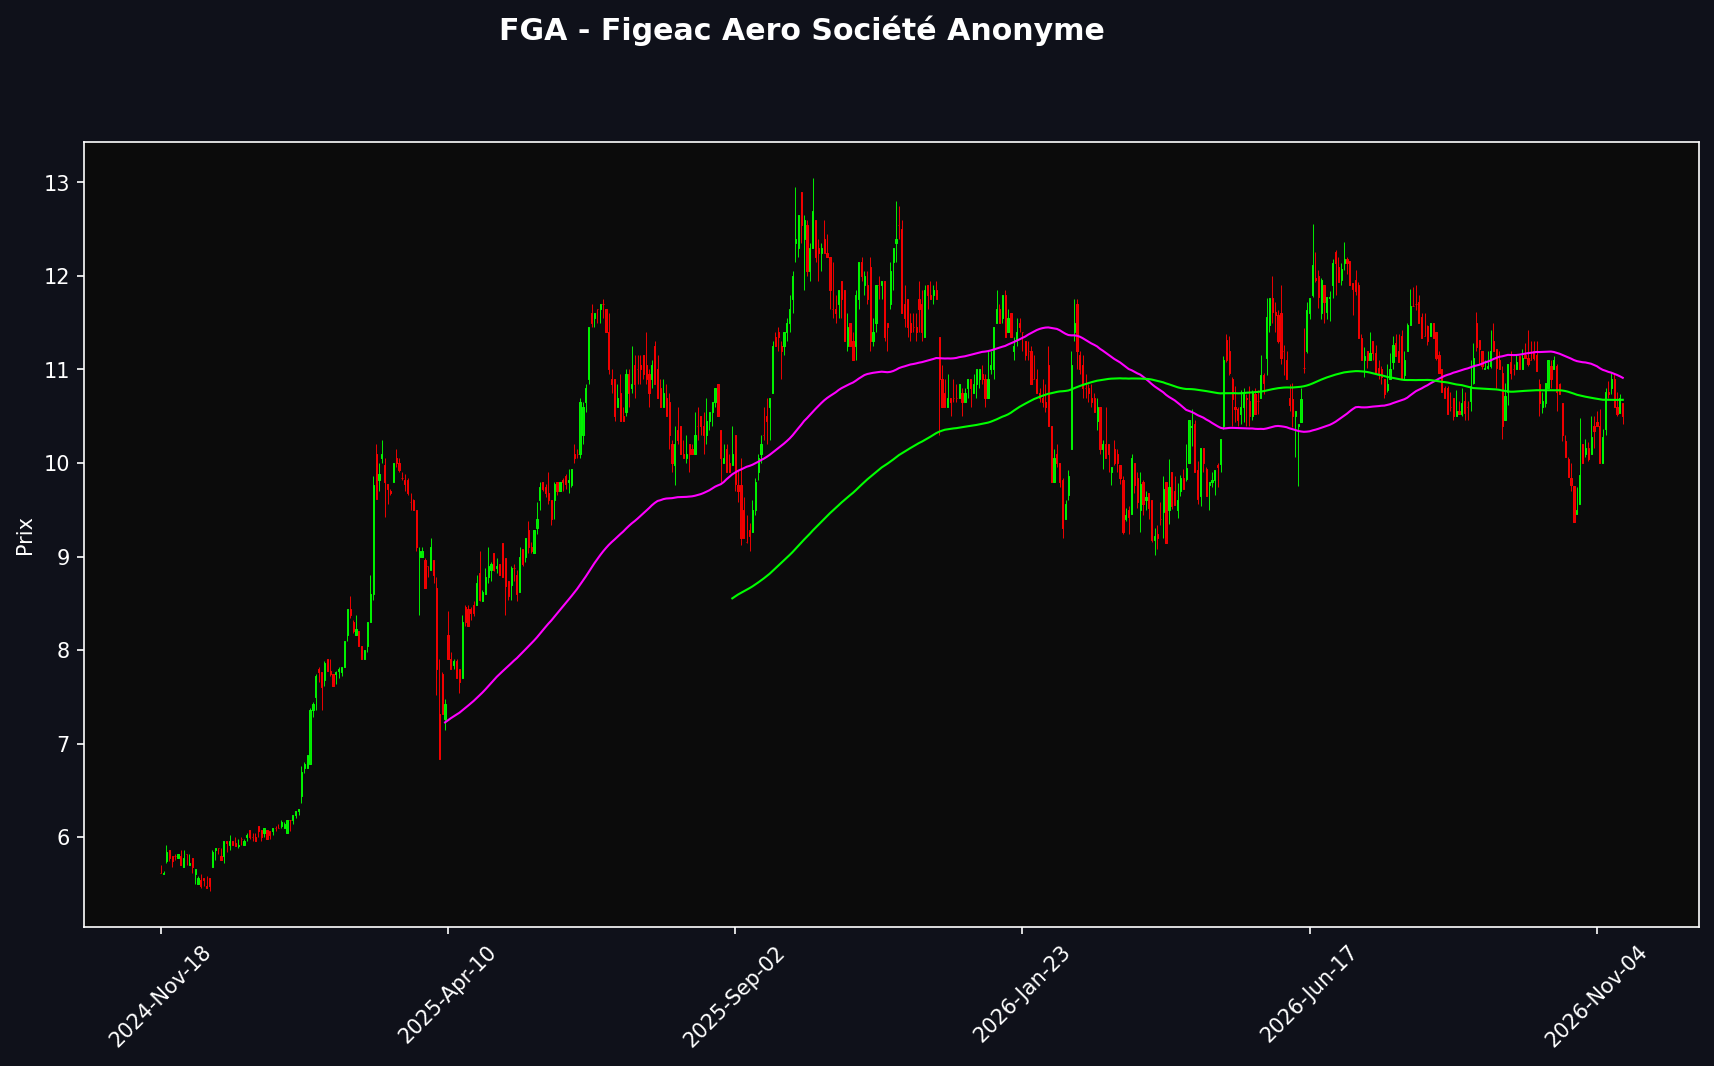 FGA - Figeac Aero Société Anonyme
Prix
13
12
11
10
9
8
7
6
2024-Nov-18
2025-Apr-10
2025-Sep-02
2026-Jan-23
2026-Jun-17
2026-Nov-04